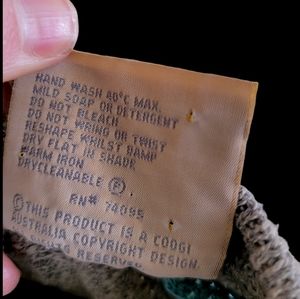 HAND WASH 40°C MAX.
MILD SOAP OR DETERGENT
DO NOT BLEACH
DO NOT WRING OR TWIST
RESHAPE WHILST DAMP
DRY FLAT IN SHADE
WARM IRON
DRYCLEANABLE Ⓟ
RN# 74095
©THIS PRODUCT IS A COOGI
AUSTRALIA COPYRIGHT DESIGN.
RIGHTS RESERVED